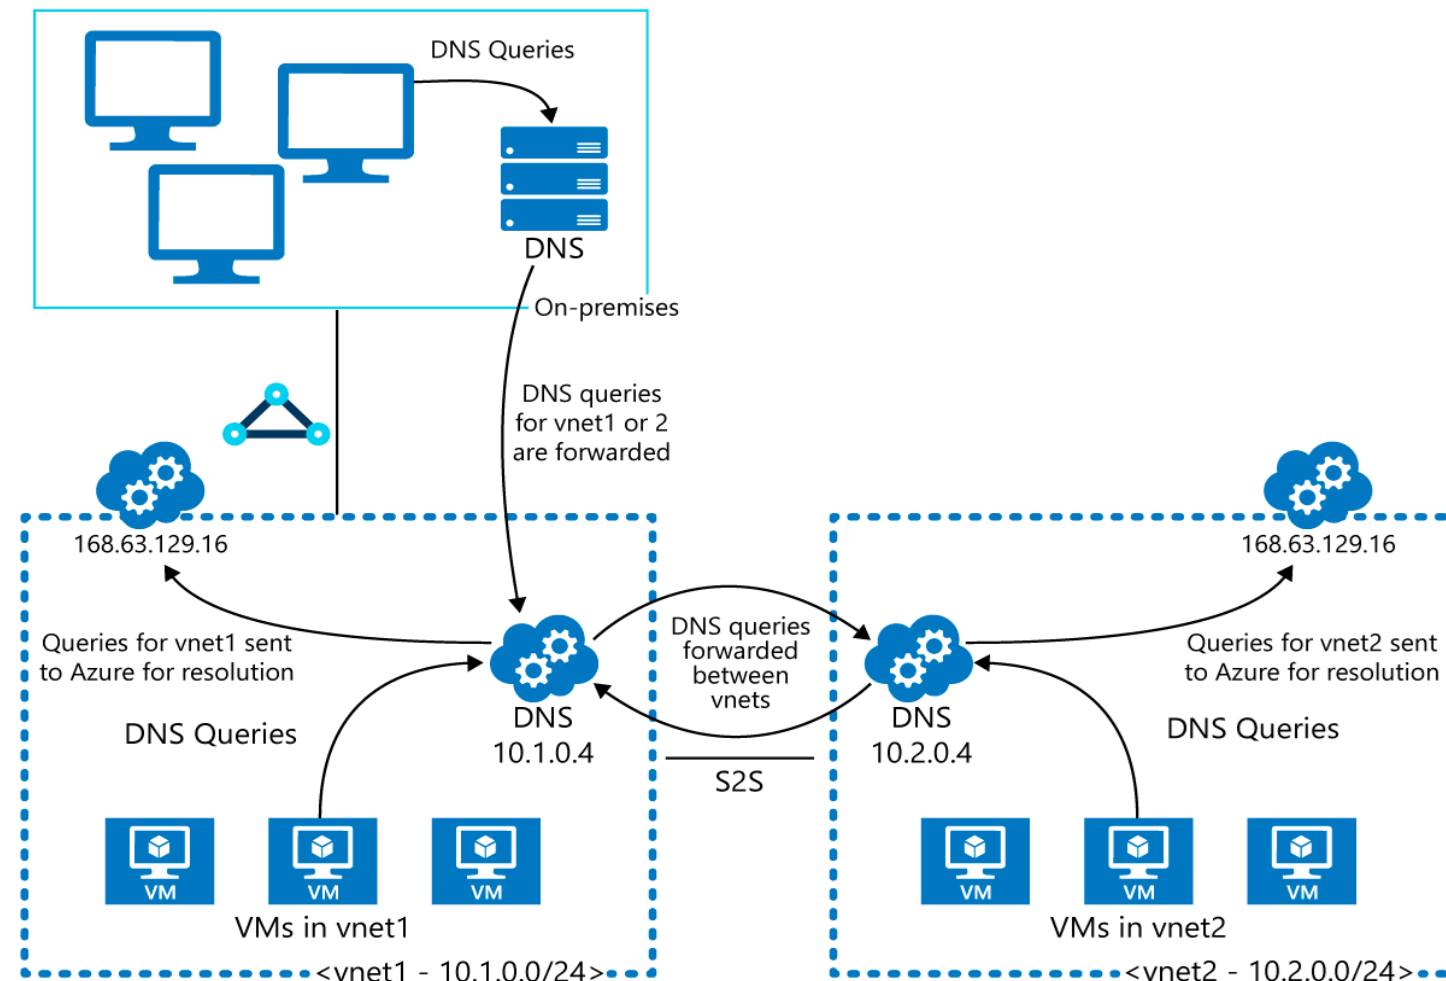 DNS Queries
DNS
On-premises
DNS queries
for vnet1 or 2
are forwarded
168.63.129.16
168.63.129.16
Queries for vnet1 sent
to Azure for resolution
DNS queries
forwarded
between
vnets
Queries for vnet2 sent
to Azure for resolution
DNS Queries
DNS
10.1.0.4
DNS
10.2.0.4
DNS Queries
S2S
VM
VM
VM
VM
VM
VM
VMs in vnet1
VMs in vnet2
<vnet1 - 10.1.0.0/24>
<vnet2 - 10.2.0.0/24>